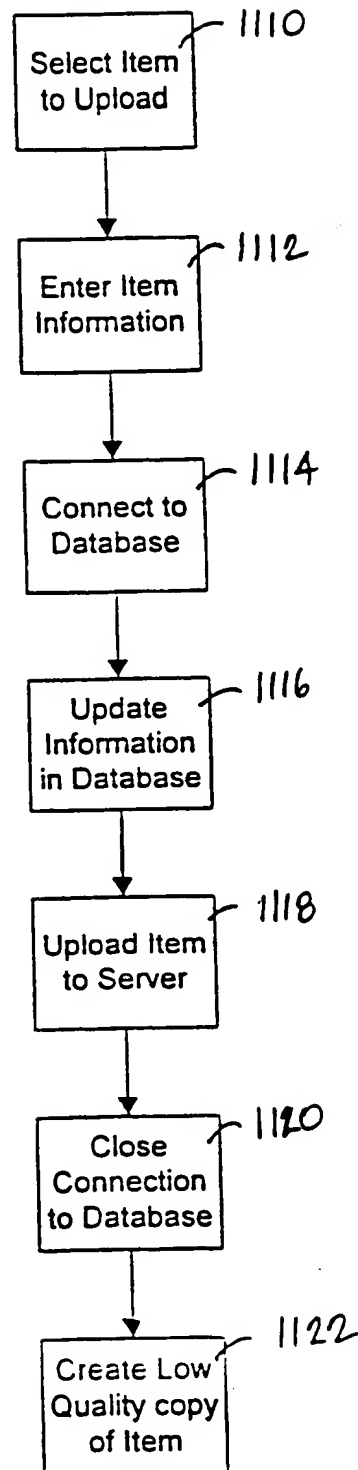 1110
Select Item
to Upload
1112
Enter Item
Information
1114
Connect to
Database
1116
Update
Information
in Database
1118
Upload Item
to Server
1120
Close
Connection
to Database
1122
Create Low
Quality copy
of Item